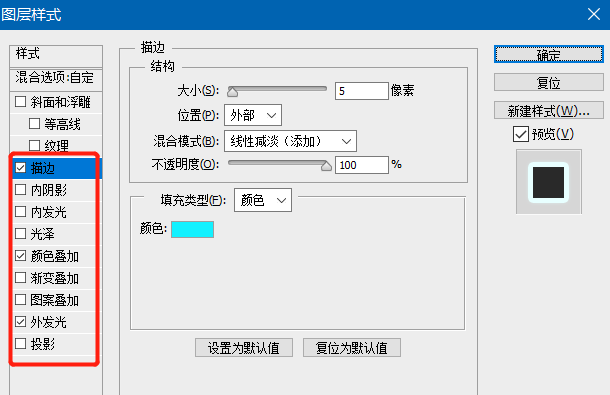 图层样式
样式
混合选项:自定
斜面和浮雕
等高线
纹理
描边
内阴影
内发光
光泽
颜色叠加
渐变叠加
图案叠加
外发光
投影
描边
结构
大小(S): 5 像素
位置(P): 外部
混合模式(B): 线性减淡（添加）
不透明度(O): 100 %
填充类型(F): 颜色
颜色:
设置为默认值 复位为默认值
确定
复位
新建样式(W)...
预览(V)